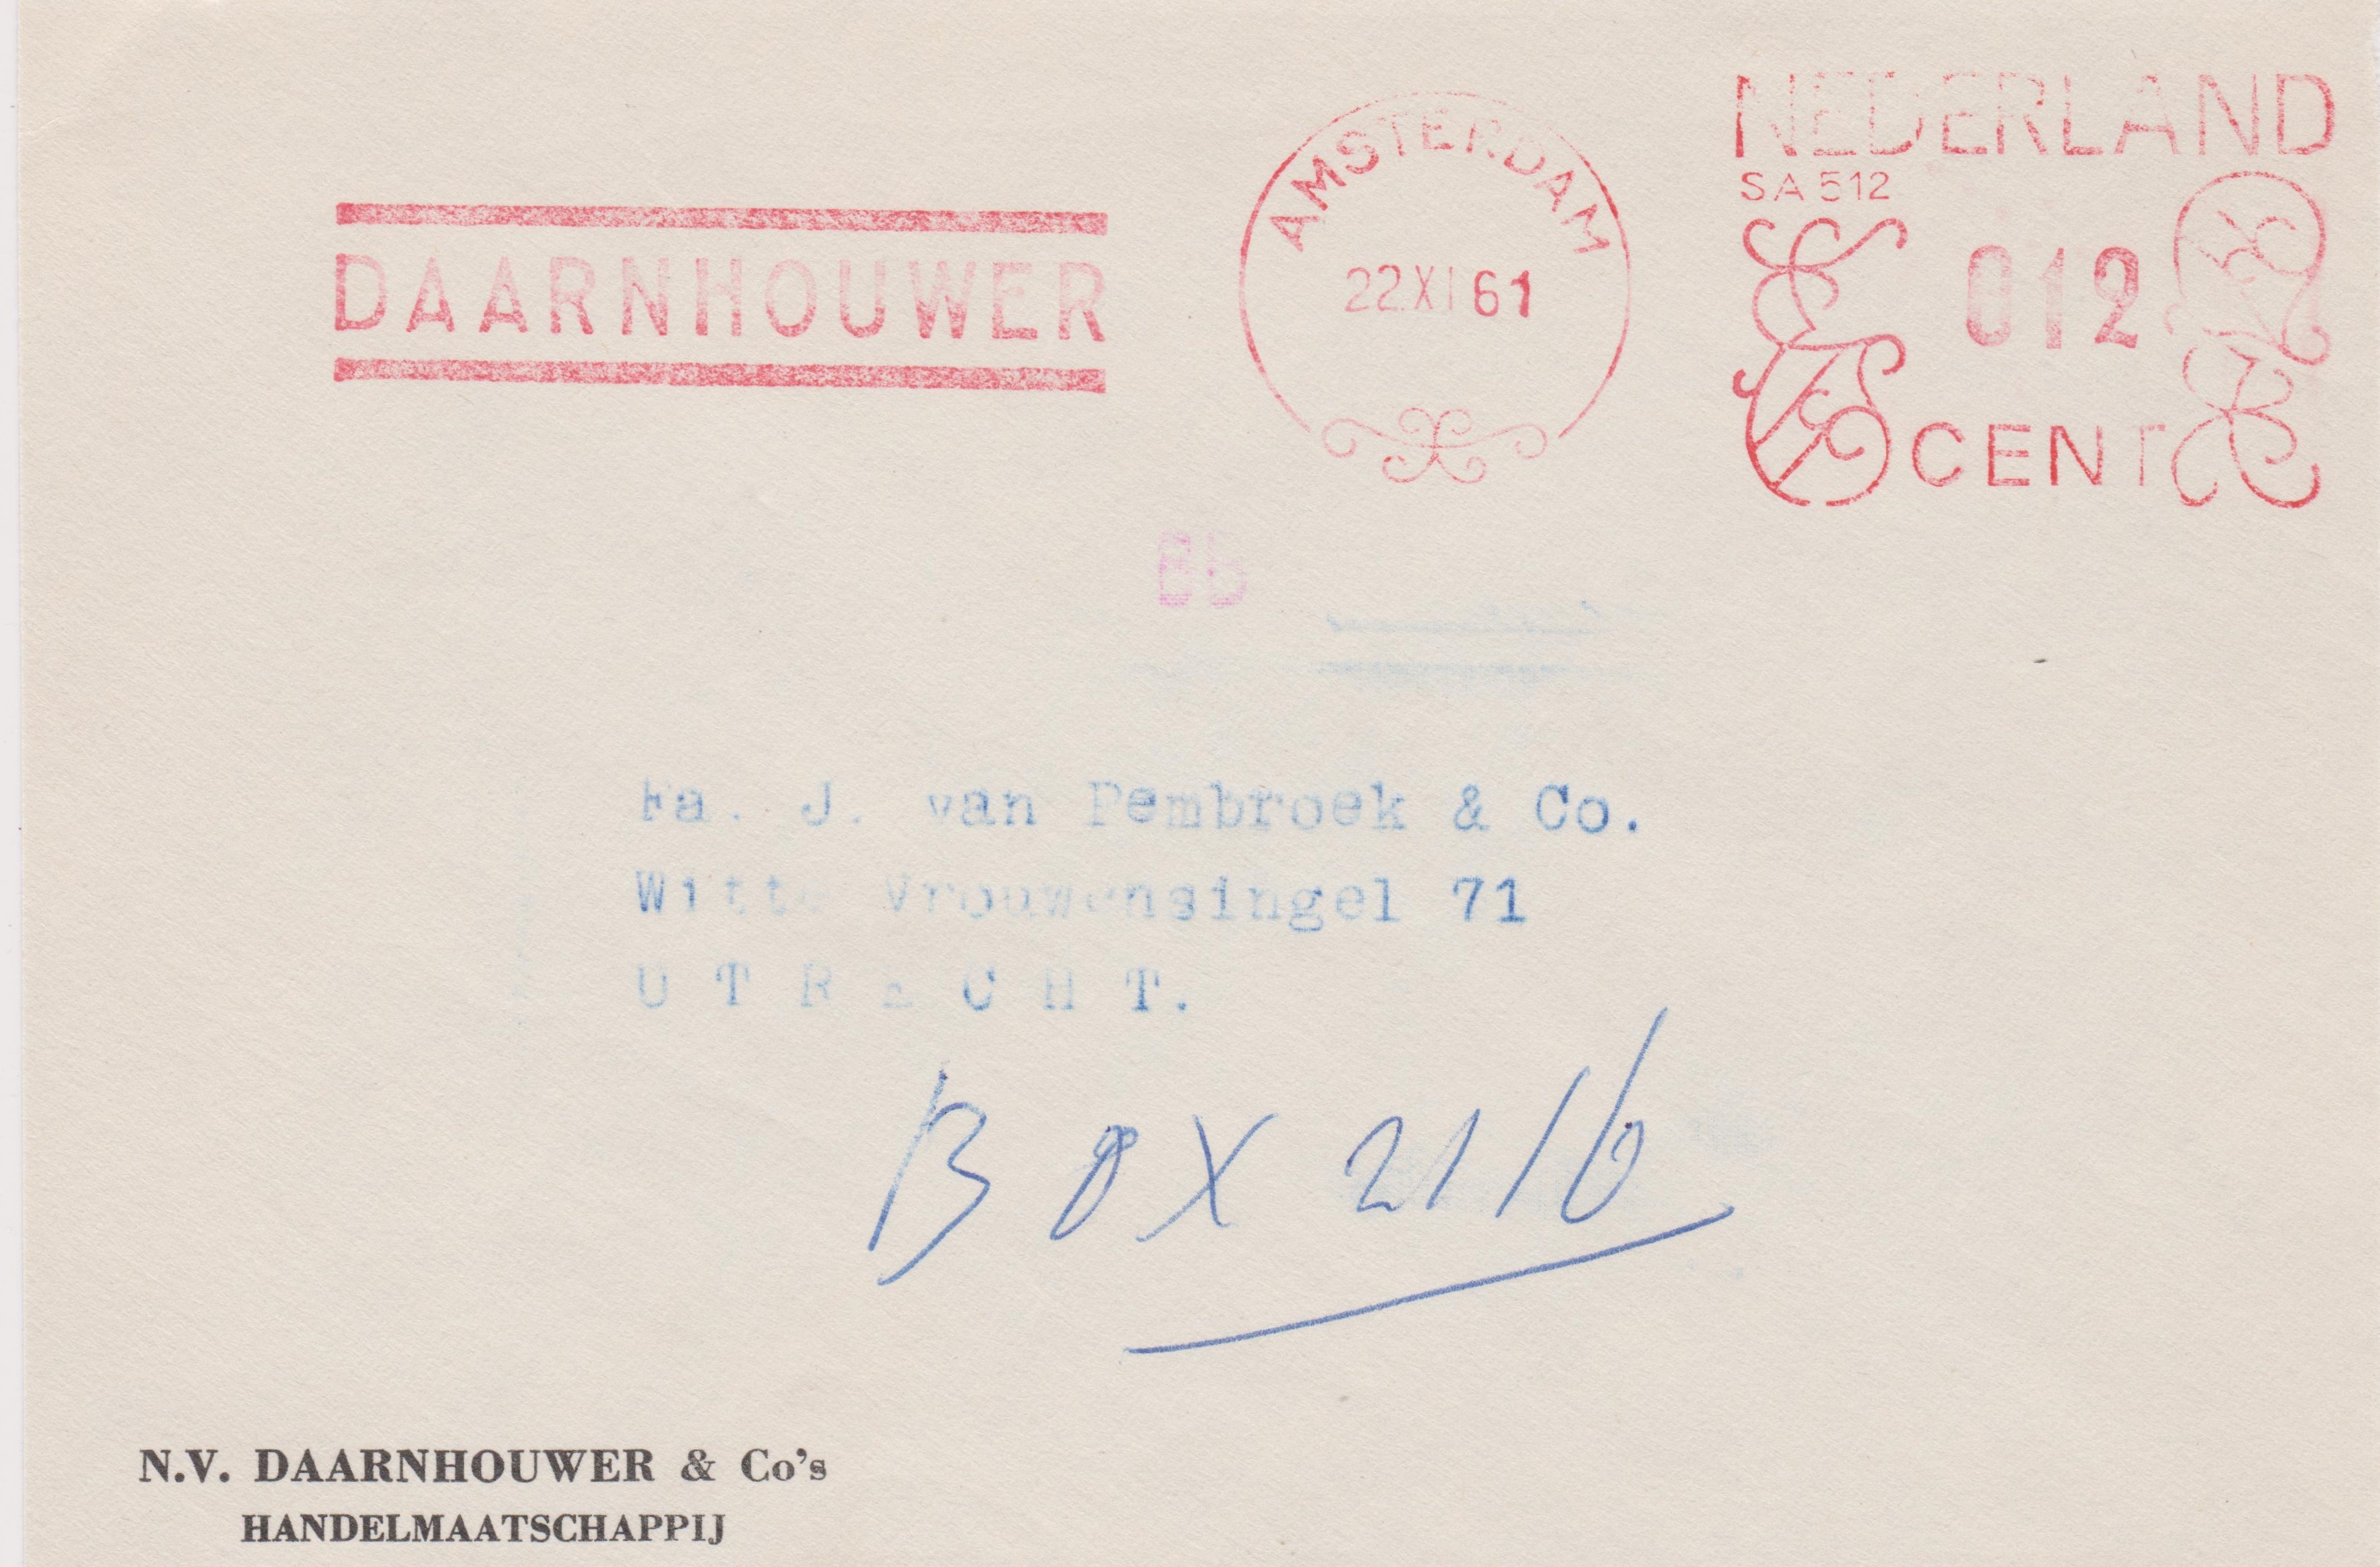 NEDERLAND
SA 512
012
CENT
AMSTERDAM
22 XI 61
DAARNHOUWER
Fa. J. van Pembroek & Co.
Witte Vrouwensingel 71
UTRECHT.
BOX 2116
N.V. DAARNHOUWER & Co's
HANDELMAATSCHAPPIJ